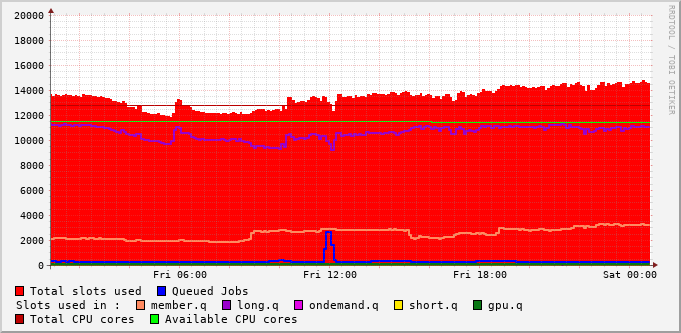 RRDTOOL / TOBI OETIKER
20000
18000
16000
14000
12000
10000
8000
6000
4000
2000
0
Fri 06:00 Fri 12:00 Fri 18:00 Sat 00:00
Total slots used Queued Jobs
Slots used in : member.q long.q ondemand.q short.q gpu.q
Total CPU cores Available CPU cores